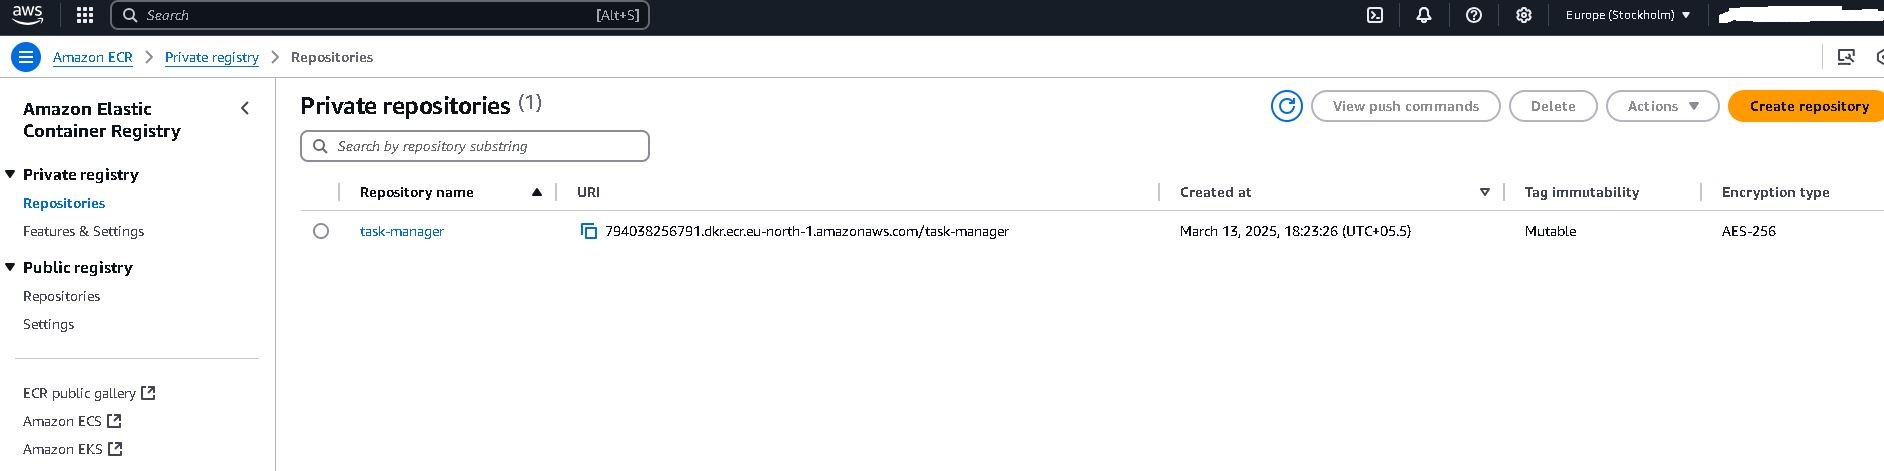 aws
Search [Alt+S] Europe (Stockholm)
Amazon ECR Private registry Repositories
Amazon Elastic
Container Registry
Private registry
Repositories
Features & Settings
Public registry
Repositories
Settings
ECR public gallery
Amazon ECS
Amazon EKS
Private repositories (1) View push commands Delete Actions Create repository
Search by repository substring
Repository name URI Created at Tag immutability Encryption type
task-manager 794038256791.dkr.ecr.eu-north-1.amazonaws.com/task-manager March 13, 2025, 18:23:26 (UTC+05.5) Mutable AES-256